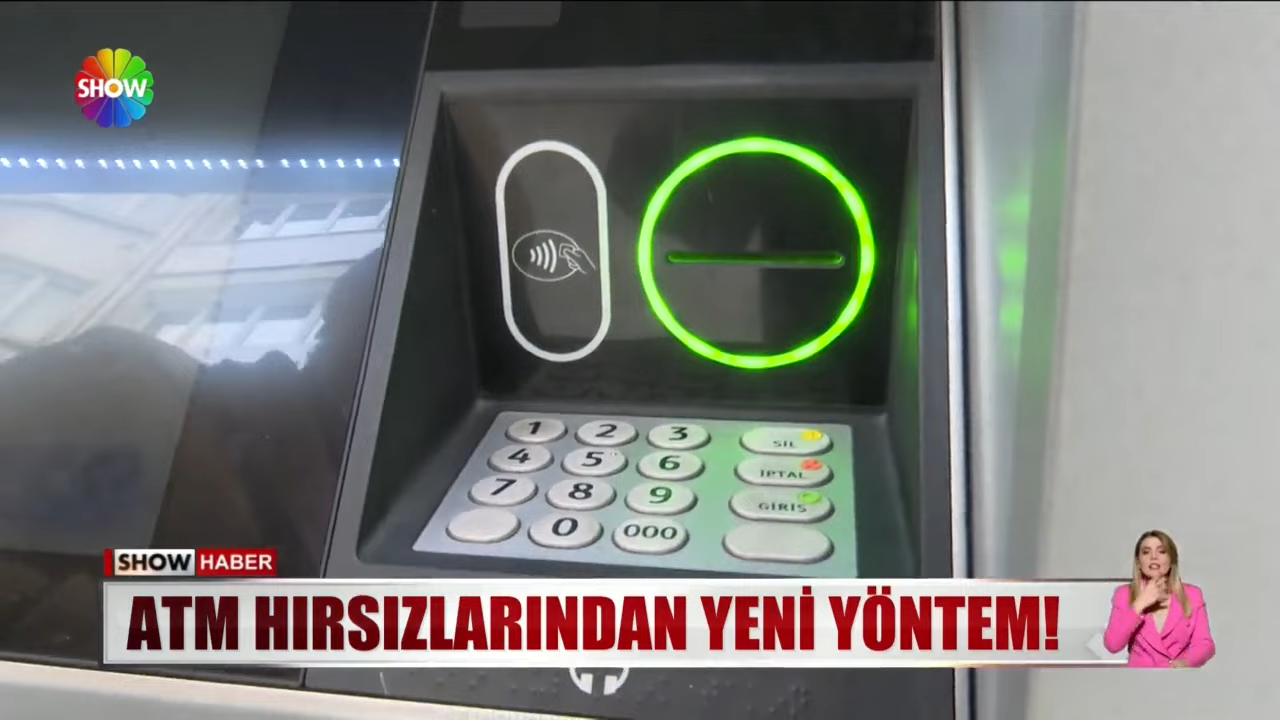 SHOW
1 2 3 SİL
4 5 6 İPTAL
7 8 9 GİRİS
0 000
SHOW HABER
ATM HIRSIZLARINDAN YENİ YÖNTEM!